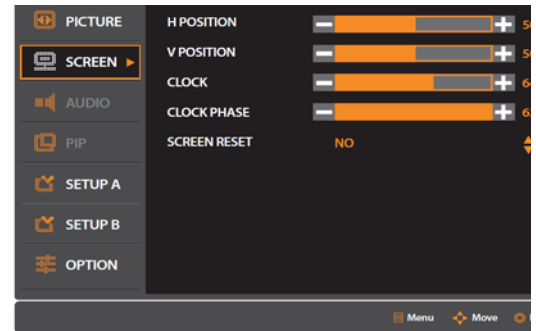 PICTURE
SCREEN
AUDIO
PIP
SETUP A
SETUP B
OPTION
H POSITION
V POSITION
CLOCK
CLOCK PHASE
SCREEN RESET NO
Menu Move